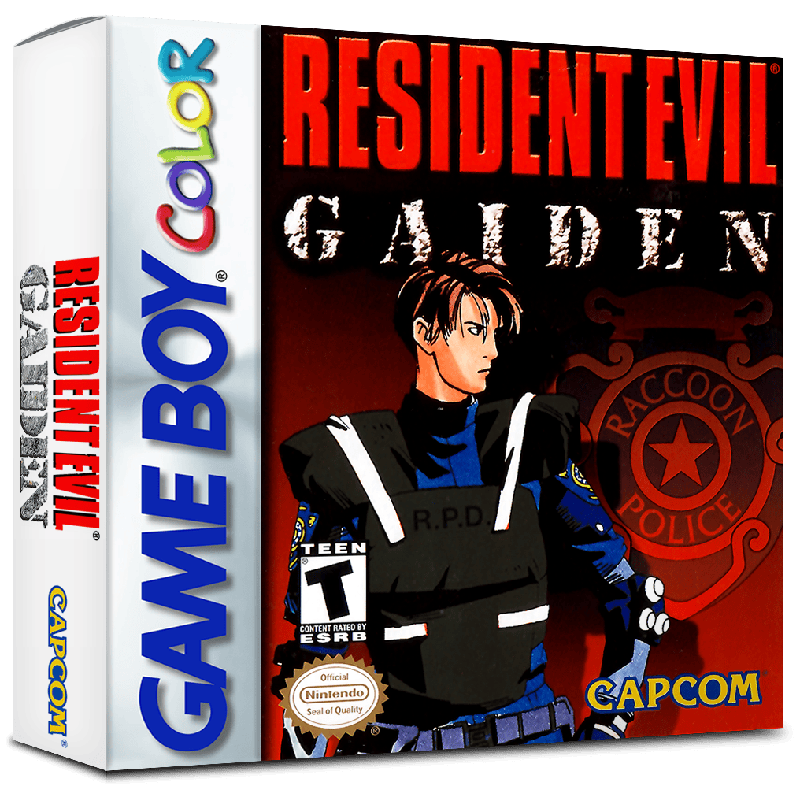 RESIDENT EVIL
GAIDEN
CAPCOM®
GAME BOY COLOR®
RESIDENT EVIL®
GAIDEN
RACCOON
POLICE
R.P.D.
TEEN
T
CONTENT RATED BY
ESRB
Official
Nintendo
Seal of Quality
CAPCOM